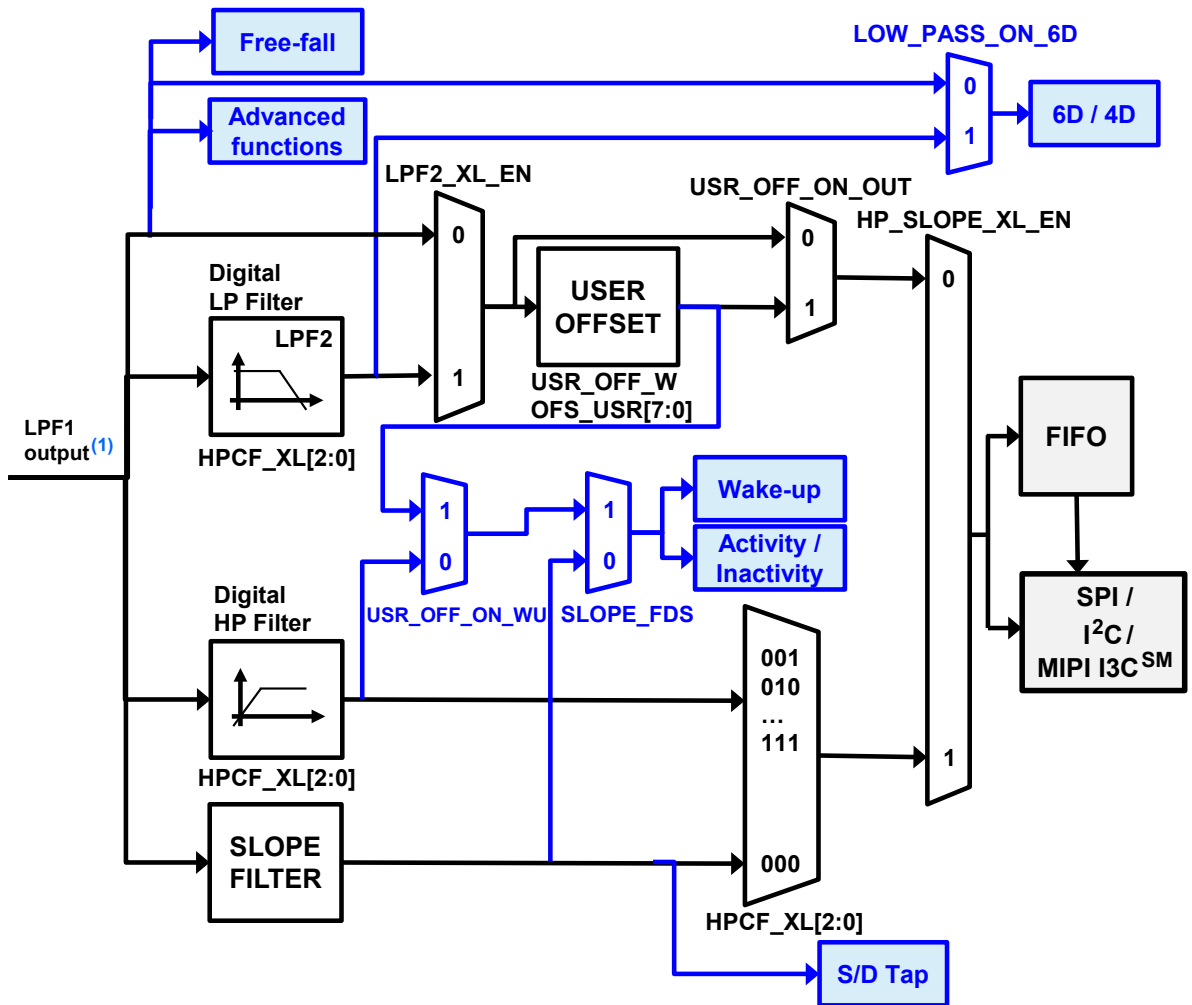 Free-fall
LOW_PASS_ON_6D
0
1
6D / 4D
Advanced
functions
LPF2_XL_EN
0
1
USR_OFF_ON_OUT
0
1
HP_SLOPE_XL_EN
0
1
Digital
LP Filter
LPF2
HPCF_XL[2:0]
USER
OFFSET
USR_OFF_W
OFS_USR[7:0]
LPF1
output(1)
FIFO
1
0
USR_OFF_ON_WU
1
0
SLOPE_FDS
Wake-up
Activity /
Inactivity
SPI /
I²C /
MIPI I3C SM
Digital
HP Filter
HPCF_XL[2:0]
001
010
...
111
000
HPCF_XL[2:0]
SLOPE
FILTER
S/D Tap